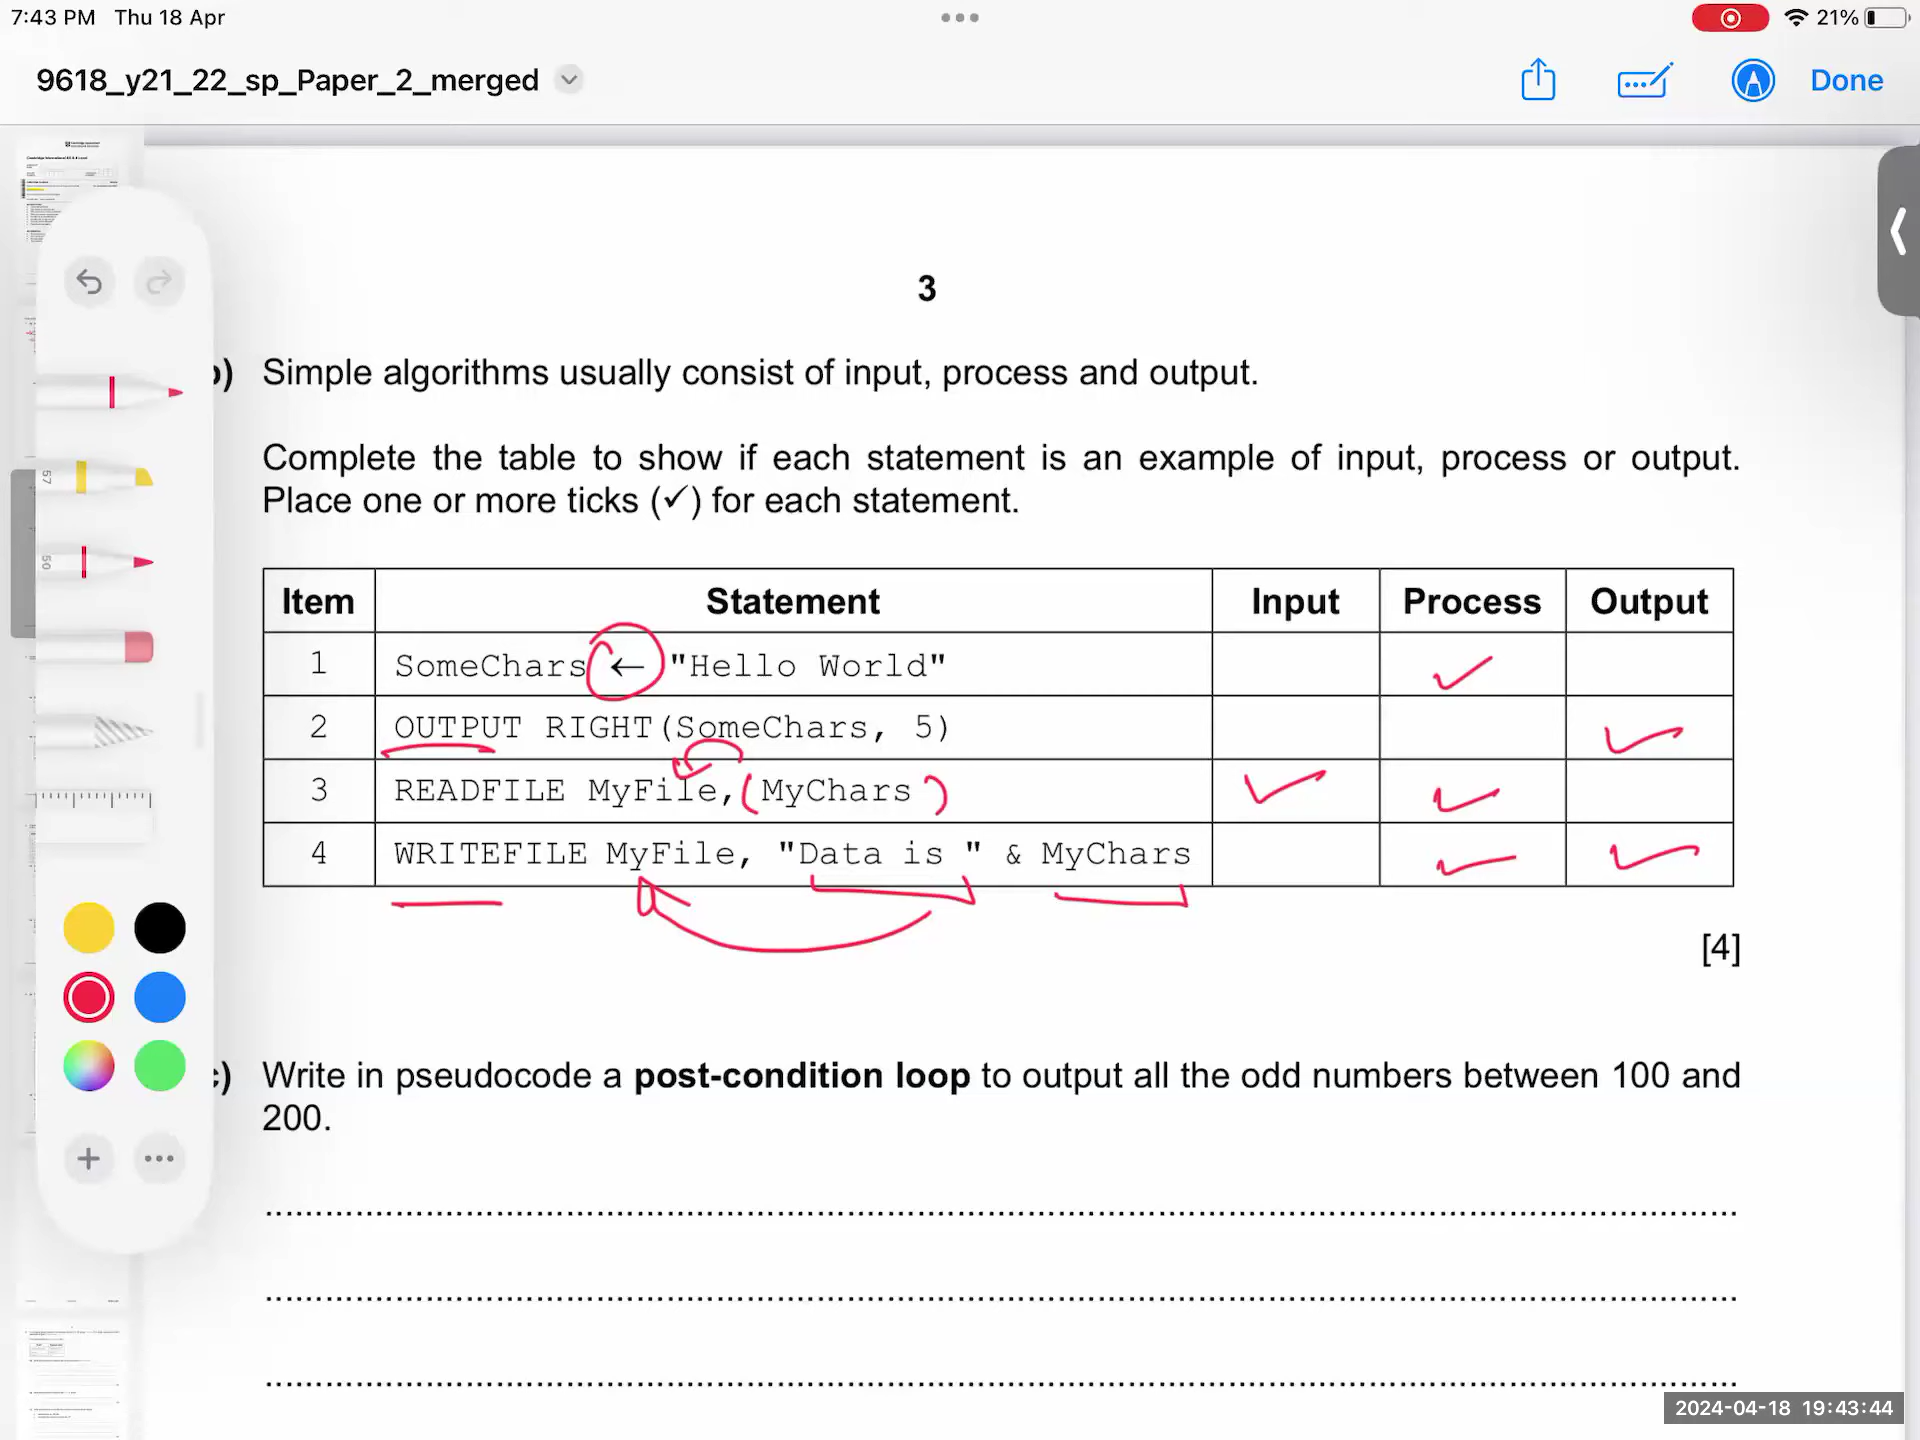 7:43 PM Thu 18 Apr
21%
9618_y21_22_sp_Paper_2_merged
Done
3
b) Simple algorithms usually consist of input, process and output.
Complete the table to show if each statement is an example of input, process or output.
Place one or more ticks (✓) for each statement.
Item Statement Input Process Output
1 SomeChars ← "Hello World" ✓
2 OUTPUT RIGHT(SomeChars, 5) ✓
3 READFILE MyFile, (MyChars) ✓ ✓
4 WRITEFILE MyFile, "Data is " & MyChars ✓ ✓
[4]
c) Write in pseudocode a post-condition loop to output all the odd numbers between 100 and
200.
57
50
2024-04-18 19:43:44